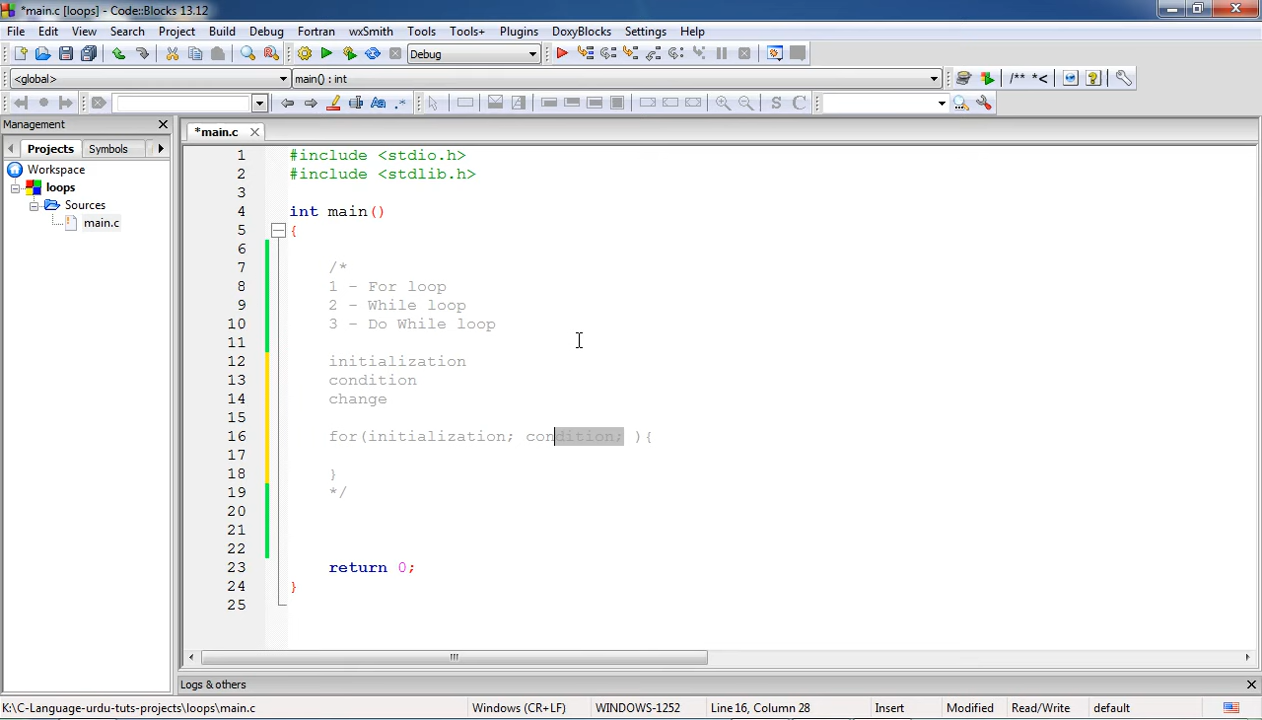 *main.c [loops] - Code::Blocks 13.12
File Edit View Search Project Build Debug Fortran wxSmith Tools Tools+ Plugins DoxyBlocks Settings Help
Debug
<global> main() : int /** *<
Aa .* S C
Management *main.c
Projects Symbols
Workspace
loops
Sources
main.c
1 #include <stdio.h>
2 #include <stdlib.h>
3
4 int main()
5 {
6
7 /*
8 1 - For loop
9 2 - While loop
10 3 - Do While loop
11
12 initialization
13 condition
14 change
15
16 for(initialization; condition; ){
17
18 }
19 */
20
21
22
23 return 0;
24 }
25
Logs & others
K:\C-Language-urdu-tuts-projects\loops\main.c Windows (CR+LF) WINDOWS-1252 Line 16, Column 28 Insert Modified Read/Write default